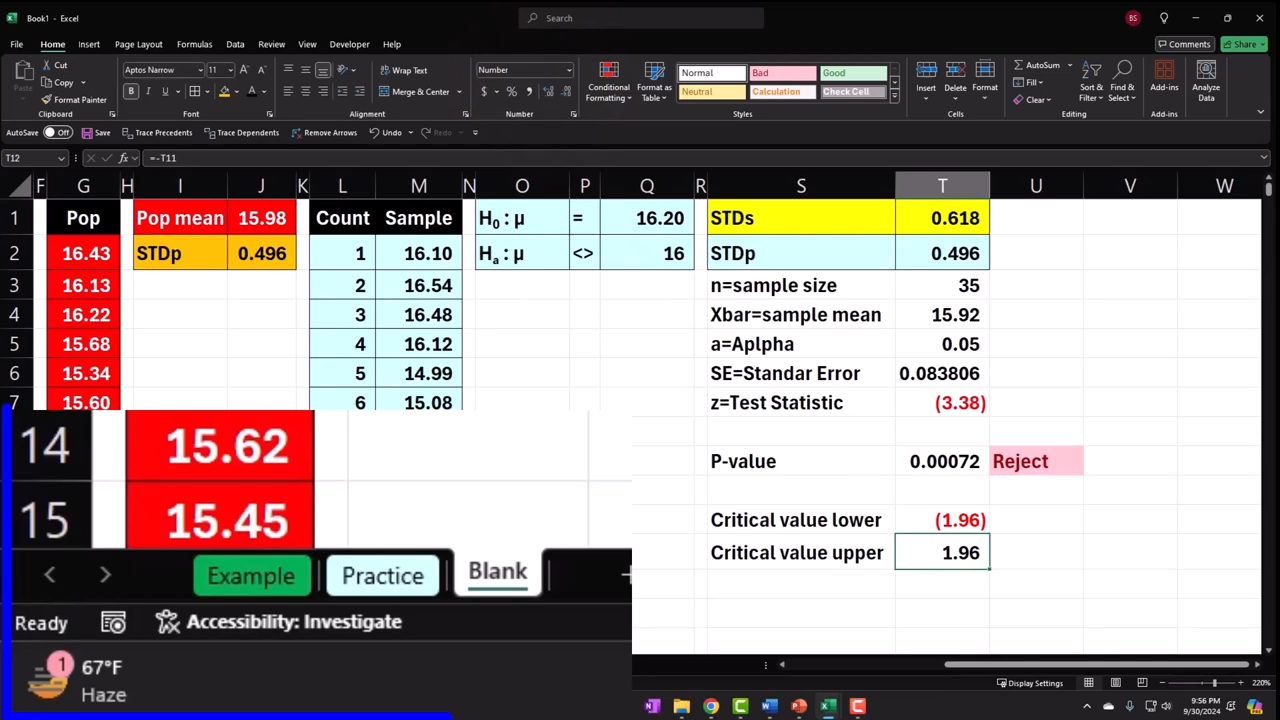 Book1 - Excel
Search
BS
File Home Insert Page Layout Formulas Data Review View Developer Help
Comments Share
Paste
Cut
Copy
Format Painter
Clipboard
Aptos Narrow 11
Font
Wrap Text
Merge & Center
Alignment
Number
Number
Conditional Formatting
Format as Table
Normal Bad Good
Neutral Calculation Check Cell
Styles
Insert Delete Format
Cells
AutoSum
Fill
Clear
Sort & Filter
Find & Select
Editing
Add-ins
Add-ins
Analyze Data
AutoSave Off Save Trace Precedents Trace Dependents Remove Arrows Undo Redo
T12 fx =-T11
F G H I J K L M N O P Q R S T U V W
1 Pop Pop mean 15.98 Count Sample H0 : μ = 16.20 STDs 0.618
2 16.43 STDp 0.496 1 16.10 Ha : μ <> 16 STDp 0.496
3 16.13 2 16.54 n=sample size 35
4 16.22 3 16.48 Xbar=sample mean 15.92
5 15.68 4 16.12 a=Aplpha 0.05
6 15.34 5 14.99 SE=Standar Error 0.083806
7 15.60 6 15.08 z=Test Statistic (3.38)
P-value 0.00072 Reject
Critical value lower (1.96)
Critical value upper 1.96
14 15.62
15 15.45
Example Practice Blank
Ready Accessibility: Investigate
Display Settings 220%
1
67°F
Haze
9:56 PM
9/30/2024